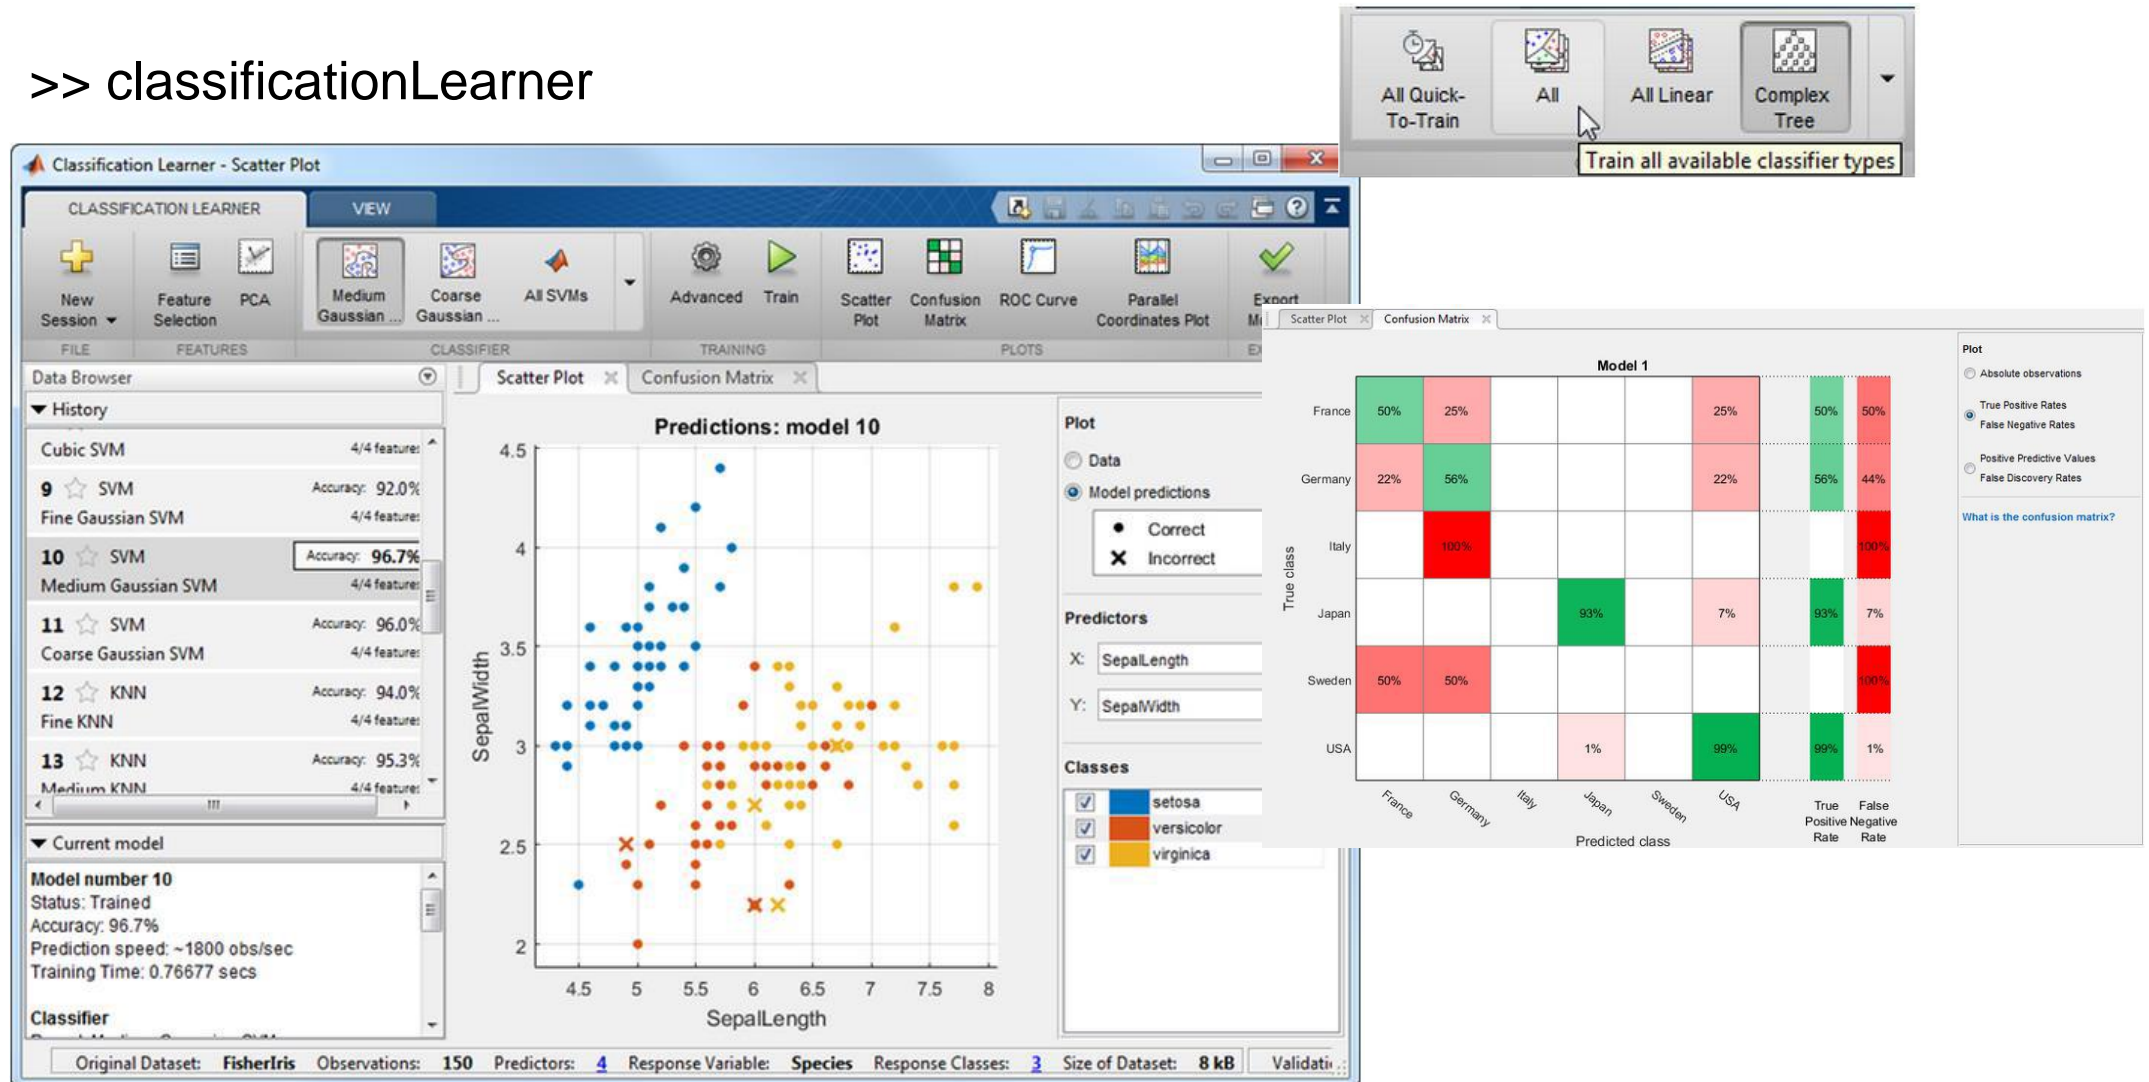 >> classificationLearner
All Quick-To-Train
All
All Linear
Complex Tree
Train all available classifier types
Classification Learner - Scatter Plot
CLASSIFICATION LEARNER
VIEW
New Session
Feature Selection
PCA
Medium Gaussian ...
Coarse Gaussian ...
All SVMs
Advanced
Train
Scatter Plot
Confusion Matrix
ROC Curve
Parallel Coordinates Plot
Export
FILE
FEATURES
CLASSIFIER
TRAINING
PLOTS
Data Browser
History
Cubic SVM 4/4 features
9 SVM Accuracy: 92.0%
Fine Gaussian SVM 4/4 features
10 SVM Accuracy: 96.7%
Medium Gaussian SVM 4/4 features
11 SVM Accuracy: 96.0%
Coarse Gaussian SVM 4/4 features
12 KNN Accuracy: 94.0%
Fine KNN 4/4 features
13 KNN Accuracy: 95.3%
Medium KNN 4/4 features
Current model
Model number 10
Status: Trained
Accuracy: 96.7%
Prediction speed: ~1800 obs/sec
Training Time: 0.76677 secs
Classifier
Scatter Plot
Confusion Matrix
Predictions: model 10
4.5
4
3.5
3
2.5
2
SepalWidth
4.5 5 5.5 6 6.5 7 7.5 8
SepalLength
Plot
Data
Model predictions
Correct
Incorrect
Predictors
X: SepalLength
Y: SepalWidth
Classes
setosa
versicolor
virginica
Original Dataset: FisherIris Observations: 150 Predictors: 4 Response Variable: Species Response Classes: 3 Size of Dataset: 8 kB
Scatter Plot
Confusion Matrix
Model 1
True class
France 50% 25% 25% 50% 50%
Germany 22% 56% 22% 56% 44%
Italy 100% 100%
Japan 93% 7% 93% 7%
Sweden 50% 50% 100%
USA 1% 99% 99% 1%
France Germany Italy Japan Sweden USA
Predicted class
True Positive Rate
False Negative Rate
Plot
Absolute observations
True Positive Rates
False Negative Rates
Positive Predictive Values
False Discovery Rates
What is the confusion matrix?